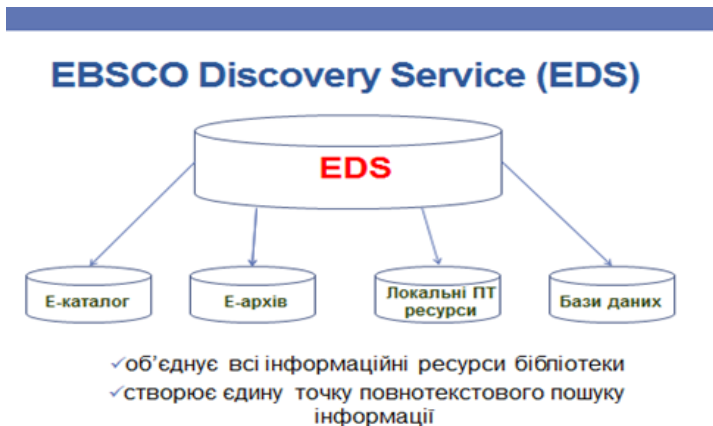 EBSCO Discovery Service (EDS)
EDS
Е-каталог
Е-архів
Локальні ПТ
ресурси
Бази даних
✓об’єднує всі інформаційні ресурси бібліотеки
✓створює єдину точку повнотекстового пошуку
інформації